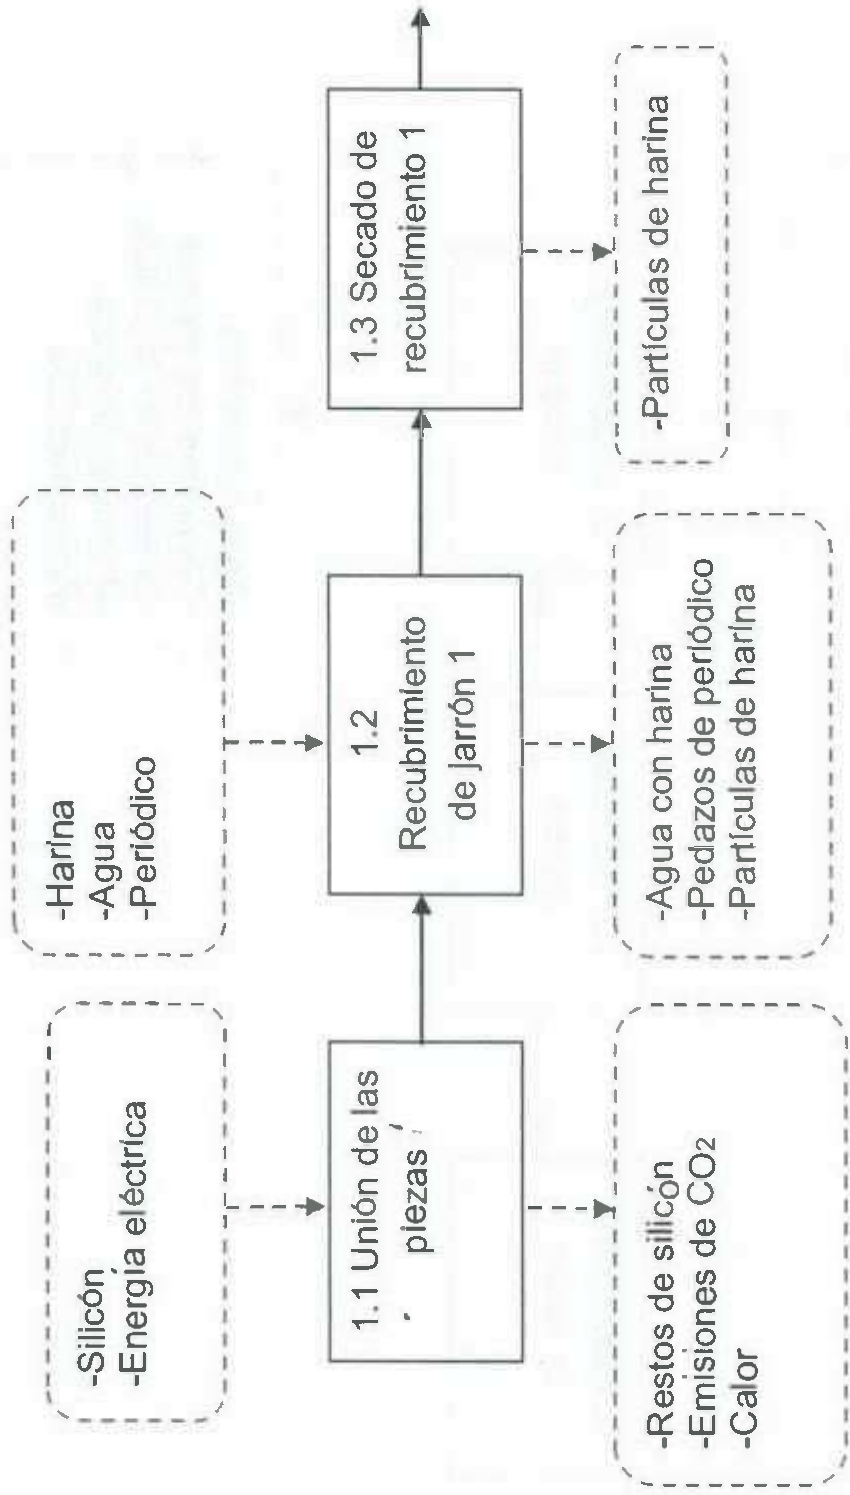 -Silicón
-Energía eléctrica
-Harina
-Agua
-Periódico
1.1 Unión de las
piezas
1.2
Recubrimiento
de jarrón 1
1.3 Secado de
recubrimiento 1
-Restos de silicón
-Emisiones de CO2
-Calor
-Agua con harina
-Pedazos de periódico
-Partículas de harina
-Partículas de harina